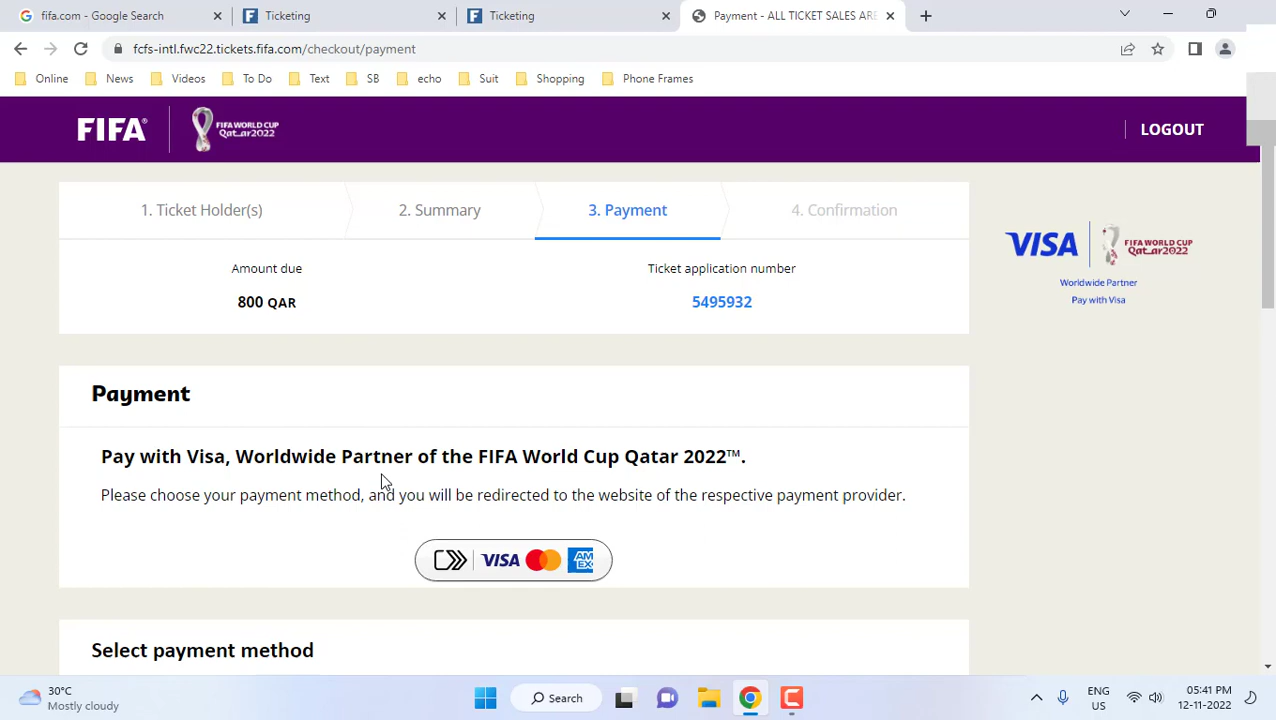 fifa.com - Google Search
Ticketing
Ticketing
Payment - ALL TICKET SALES ARE
fcfs-intl.fwc22.tickets.fifa.com/checkout/payment
Online News Videos To Do Text SB echo Suit Shopping Phone Frames
FIFA® FIFA WORLD CUP Qatar2022 LOGOUT
1. Ticket Holder(s) 2. Summary 3. Payment 4. Confirmation
Amount due Ticket application number
800 QAR 5495932
VISA FIFA WORLD CUP Qatar2022
Worldwide Partner
Pay with Visa
Payment
Pay with Visa, Worldwide Partner of the FIFA World Cup Qatar 2022™.
Please choose your payment method, and you will be redirected to the website of the respective payment provider.
VISA AM EX
Select payment method
30°C
Mostly cloudy
Search
ENG
US
05:41 PM
12-11-2022